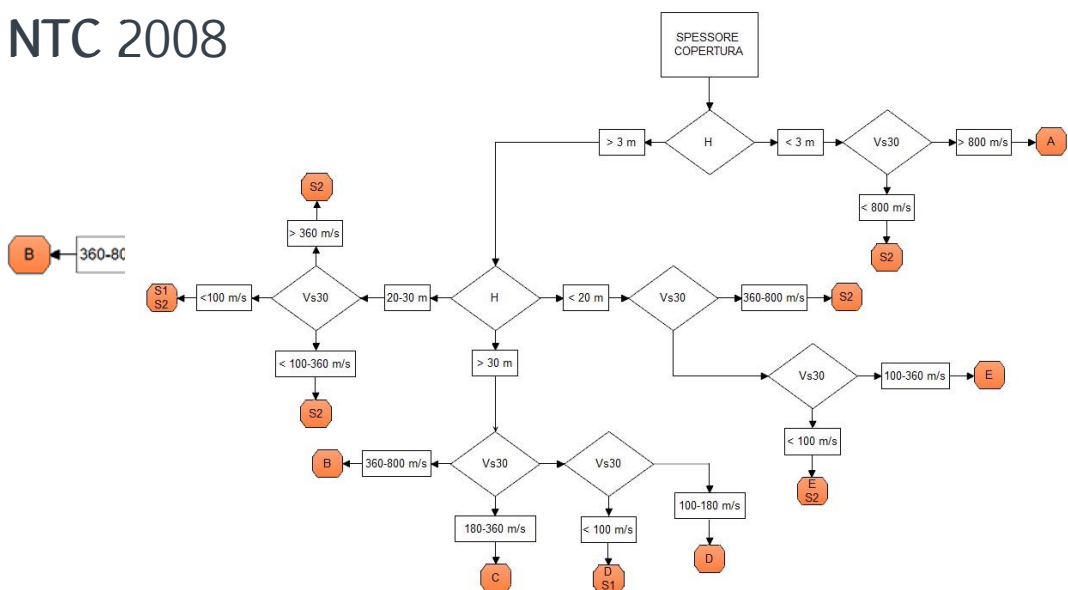 NTC 2008
SPESSORE
COPERTURA
> 3 m
H
< 3 m
Vs30
> 800 m/s
A
< 800 m/s
S2
S2
> 360 m/s
B
360-80
S1
S2
<100 m/s
Vs30
20-30 m
H
< 20 m
Vs30
360-800 m/s
S2
< 100-360 m/s
S2
> 30 m
Vs30
100-360 m/s
E
< 100 m/s
E
S2
B
360-800 m/s
Vs30
Vs30
180-360 m/s
C
< 100 m/s
D
S1
100-180 m/s
D